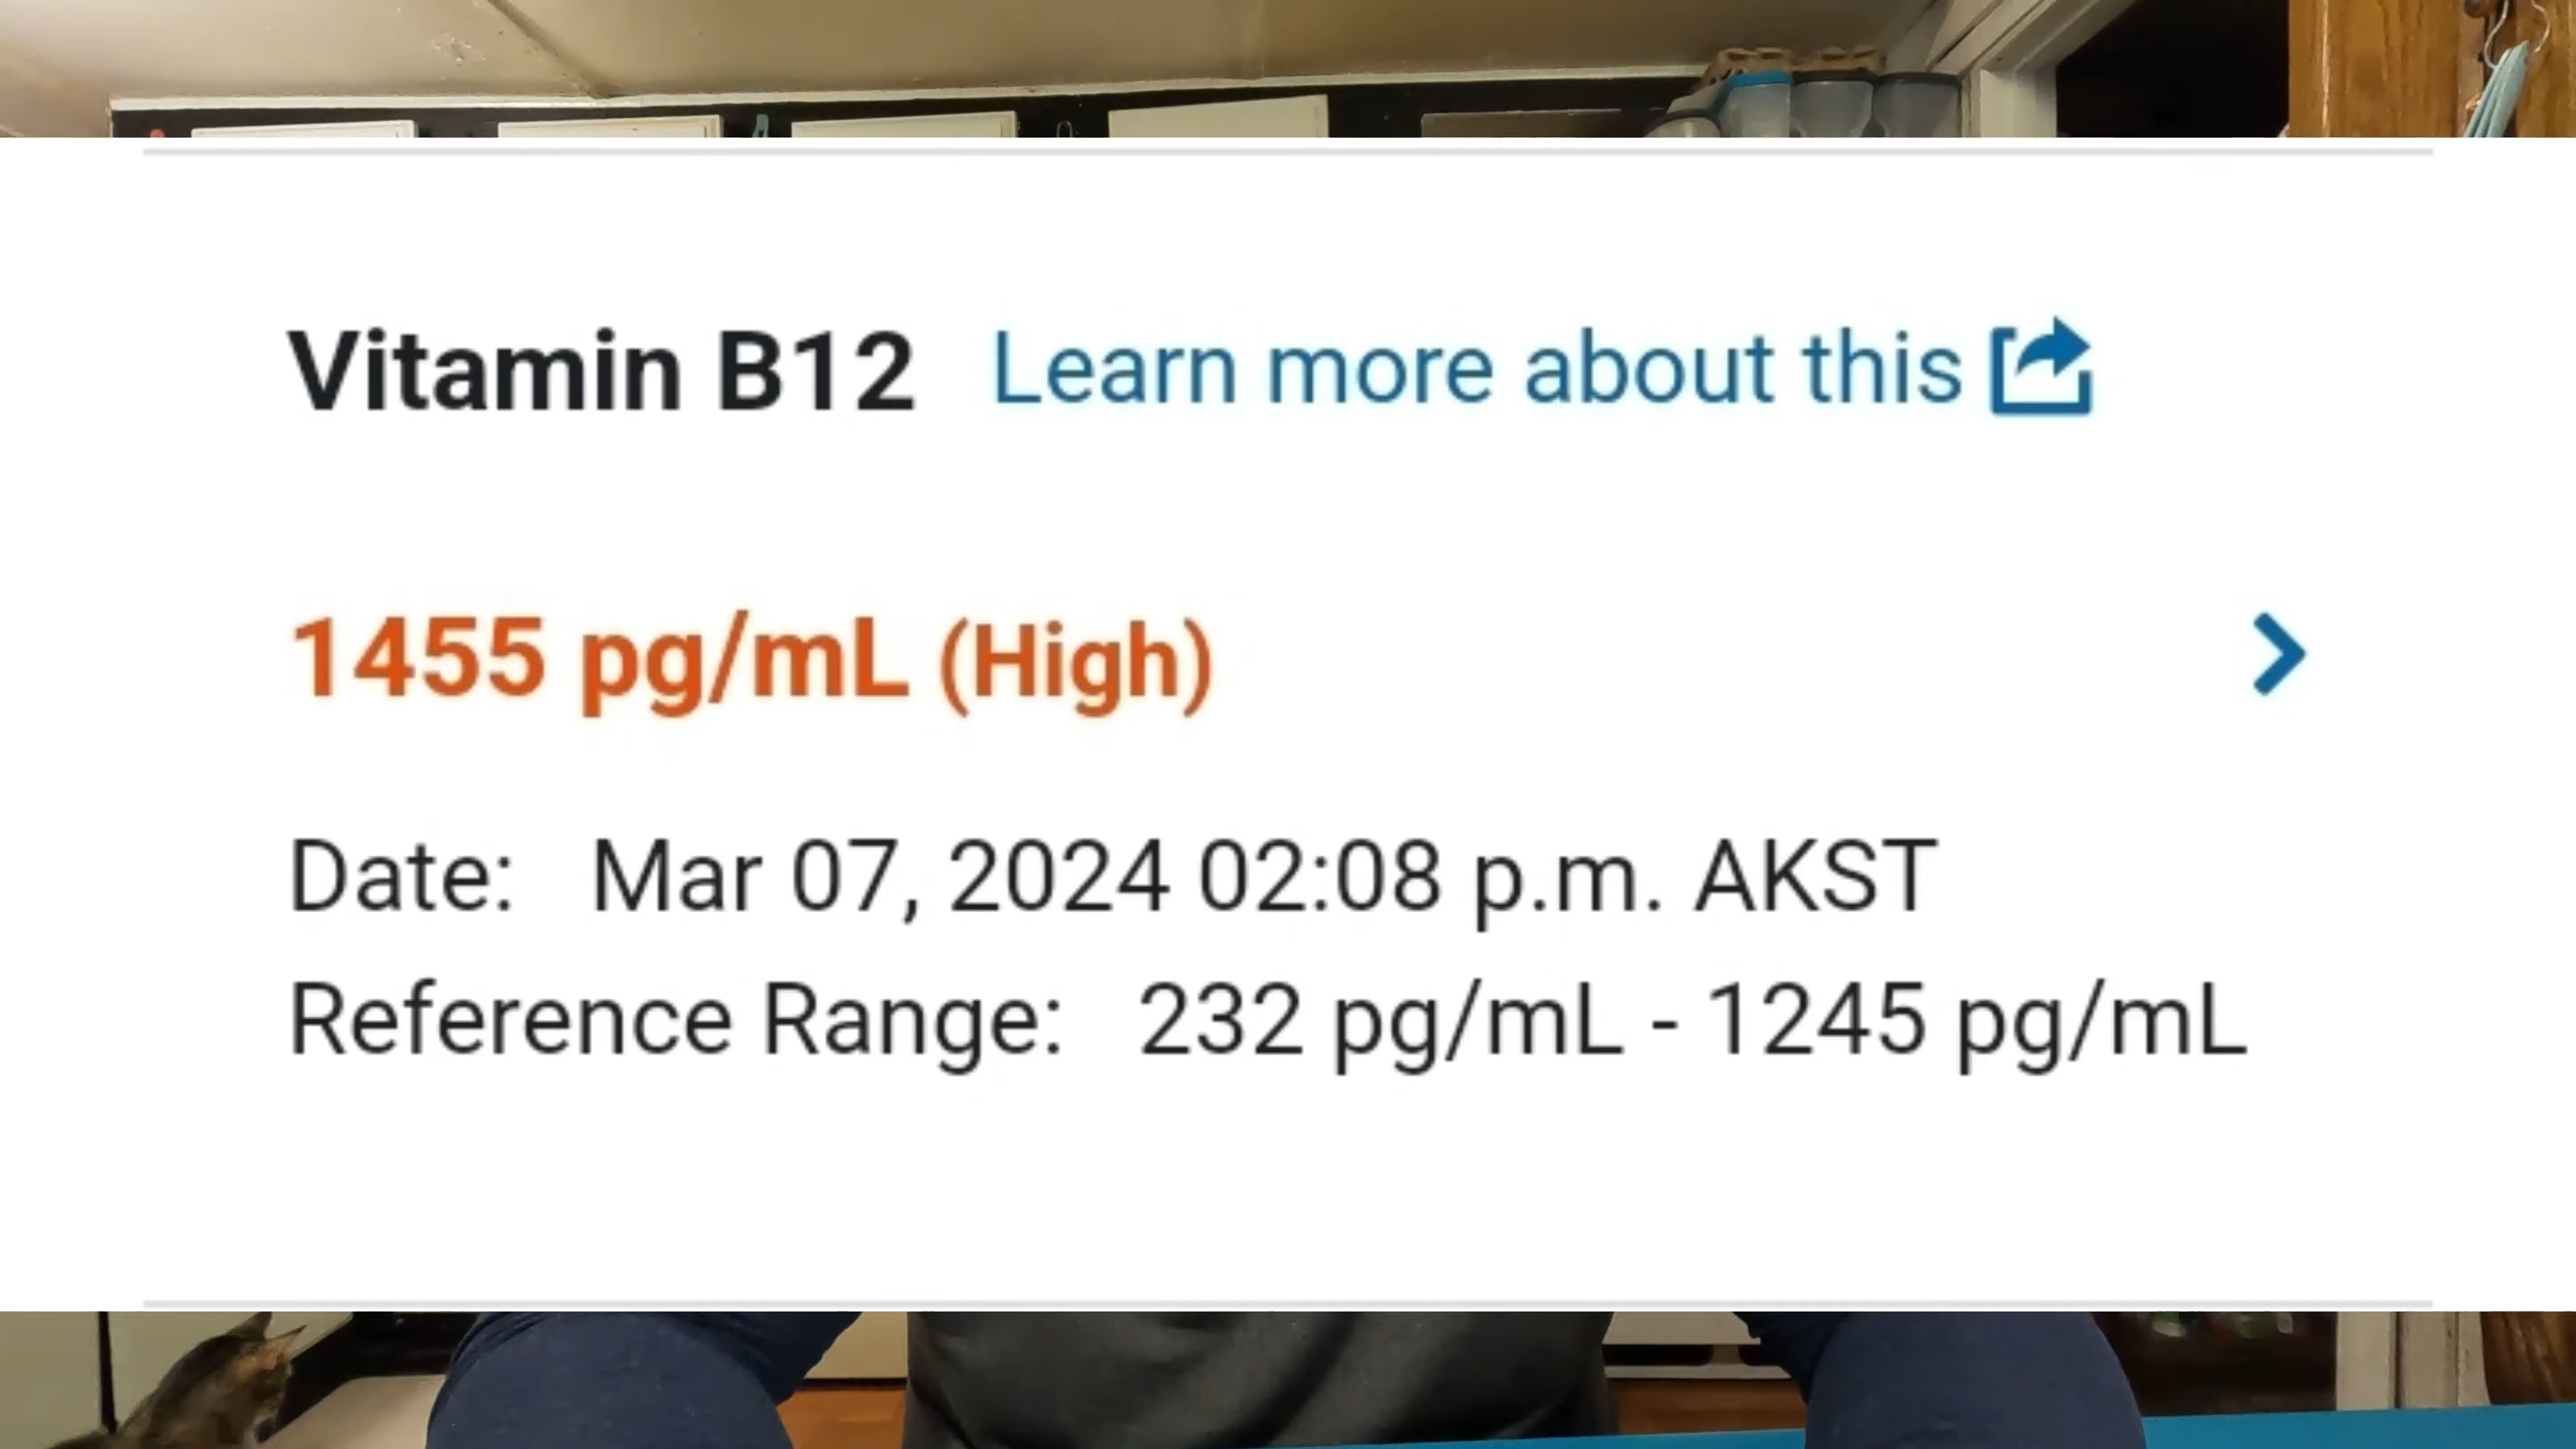 Vitamin B12 Learn more about this
1455 pg/mL (High)
Date: Mar 07, 2024 02:08 p.m. AKST
Reference Range: 232 pg/mL - 1245 pg/mL